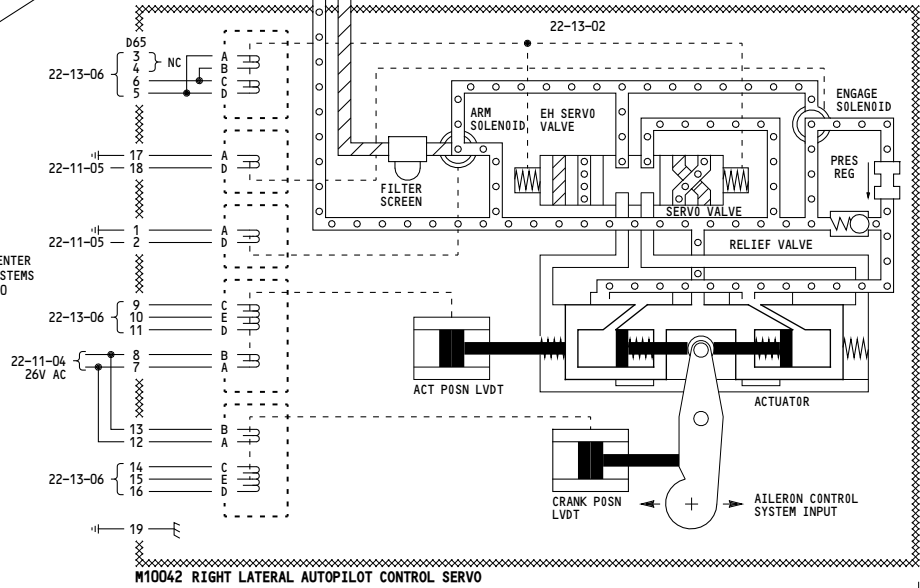 22-13-02
D65
3 A
4 NC B
22-13-06
6 C
5 D
ARM
SOLENOID
EH SERVO
VALVE
ENGAGE
SOLENOID
17 A
22-11-05 18 D
FILTER
SCREEN
PRES
REG
SERVO VALVE
1 A
22-11-05 2 D
RELIEF VALVE
ENTER
STEMS
O
9 C
22-13-06 10 E
11 D
8 B
22-11-04 7 A
26V AC
ACT POSN LVDT
ACTUATOR
13 B
12 A
14 C
22-13-06 15 E
16 D
CRANK POSN
LVDT
AILERON CONTROL
SYSTEM INPUT
19
M10042 RIGHT LATERAL AUTOPILOT CONTROL SERVO